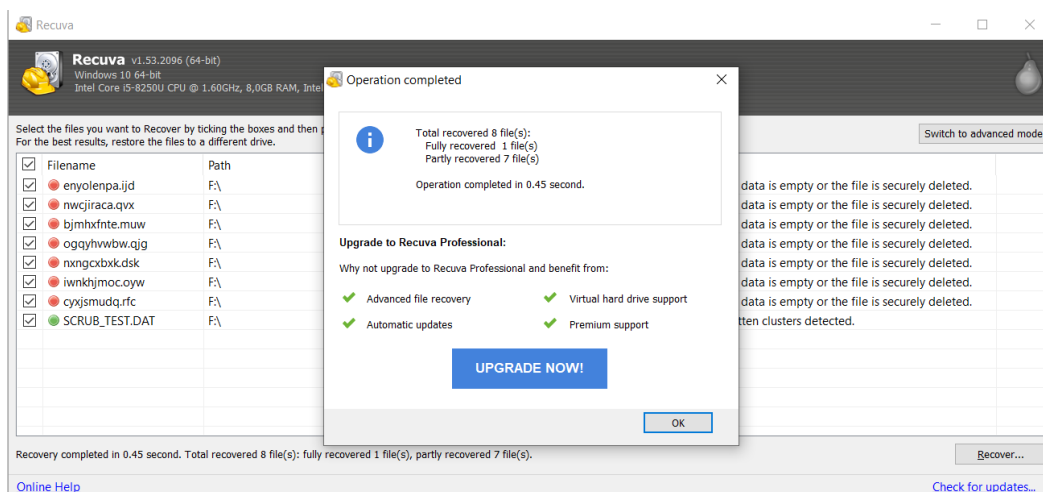 Recuva
Recuva v1.53.2096 (64-bit)
Windows 10 64-bit
Intel Core i5-8250U CPU @ 1.60GHz, 8,0GB RAM, Intel
Select the files you want to Recover by ticking the boxes and then
For the best results, restore the files to a different drive.
Switch to advanced mode
Filename Path
enyolenpa.ijd F:\ data is empty or the file is securely deleted.
nwcjiraca.qvx F:\ data is empty or the file is securely deleted.
bjmhxfnte.muw F:\ data is empty or the file is securely deleted.
ogqyhvwbw.qjg F:\ data is empty or the file is securely deleted.
nxngcxbxk.dsk F:\ data is empty or the file is securely deleted.
iwnkhjmoc.oyw F:\ data is empty or the file is securely deleted.
cyxjsmudq.rfc F:\ data is empty or the file is securely deleted.
SCRUB_TEST.DAT F:\ tten clusters detected.
Operation completed
Total recovered 8 file(s):
Fully recovered 1 file(s)
Partly recovered 7 file(s)
Operation completed in 0.45 second.
Upgrade to Recuva Professional:
Why not upgrade to Recuva Professional and benefit from:
Advanced file recovery Virtual hard drive support
Automatic updates Premium support
UPGRADE NOW!
OK
Recovery completed in 0.45 second. Total recovered 8 file(s): fully recovered 1 file(s), partly recovered 7 file(s).
Recover...
Online Help Check for updates...